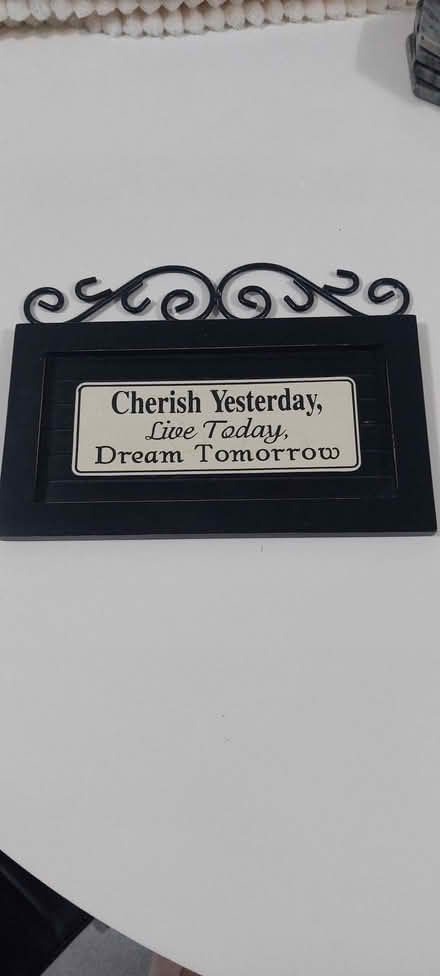 Cherish Yesterday,
Live Today,
Dream Tomorrow